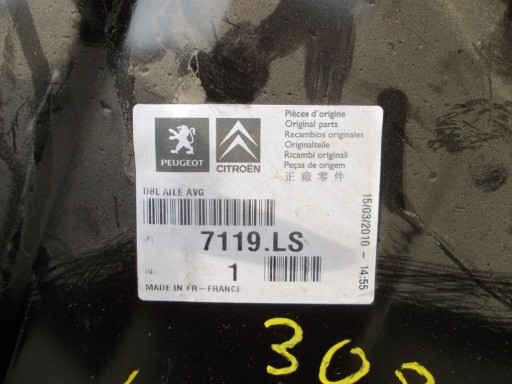 PEUGEOT
CITROËN
Pièces d'origine
Original parts
Recambios originales
Originalteile
Ricambi originali
Peças de origem
正廠零件
DBL AILE AVG
(P) 7119.LS
(Q) 1
MADE IN FR-FRANCE
15/03/2010 - 14:55